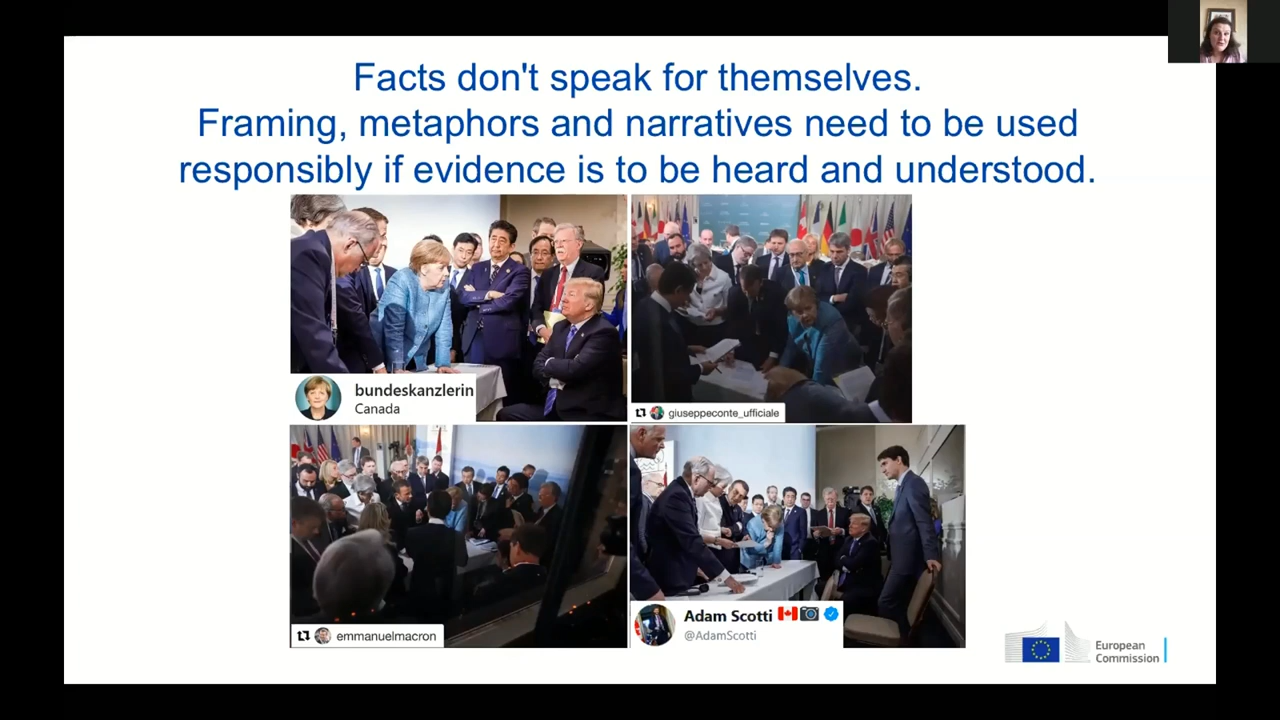 Facts don't speak for themselves.
Framing, metaphors and narratives need to be used
responsibly if evidence is to be heard and understood.
bundeskanzlerin
Canada
giuseppeconte_ufficiale
emmanuelmacron
Adam Scotti
@AdamScotti
European
Commission